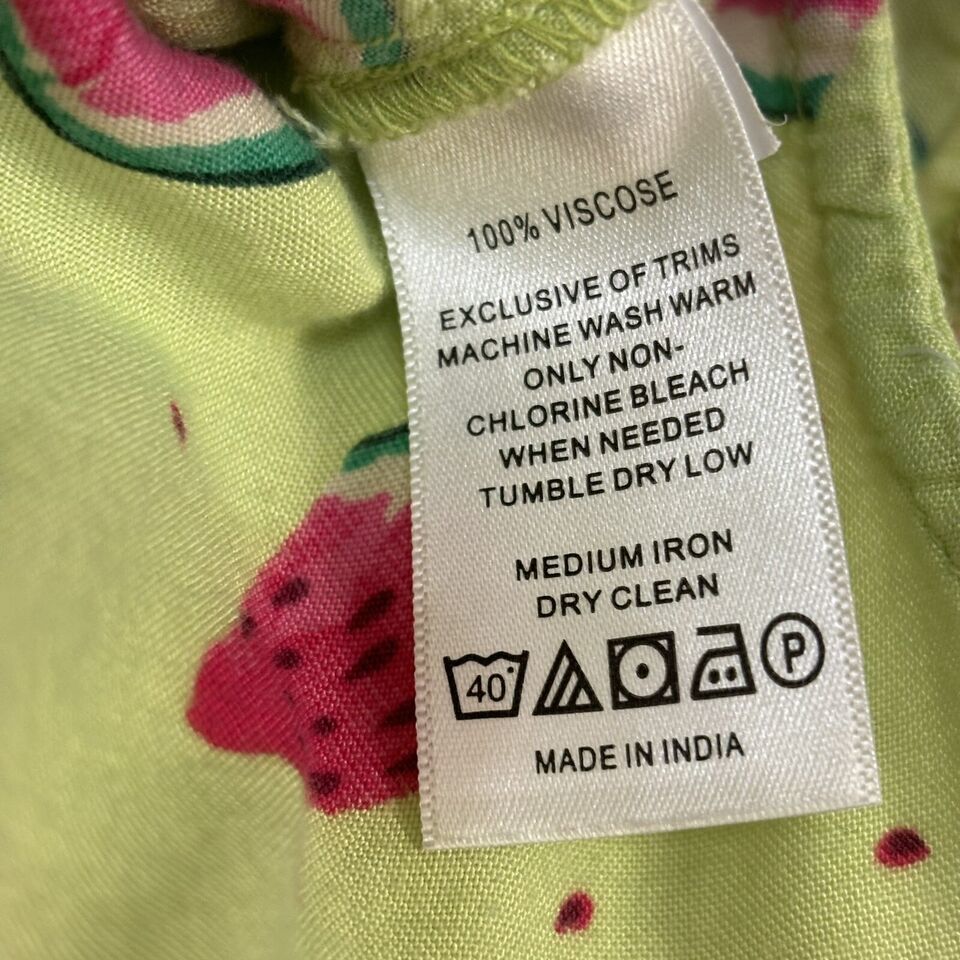 100% VISCOSE
EXCLUSIVE OF TRIMS
MACHINE WASH WARM
ONLY NON-
CHLORINE BLEACH
WHEN NEEDED
TUMBLE DRY LOW
MEDIUM IRON
DRY CLEAN
40° P
MADE IN INDIA